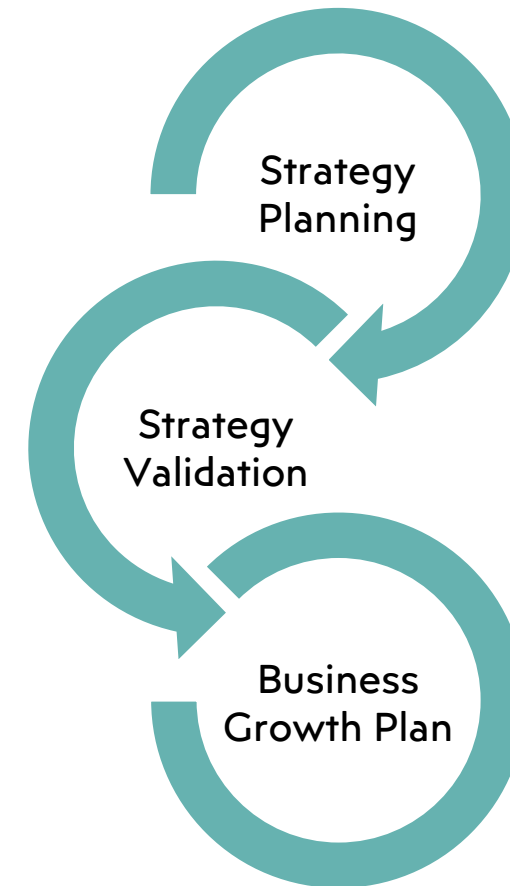 Strategy
Planning
Strategy
Validation
Business
Growth Plan